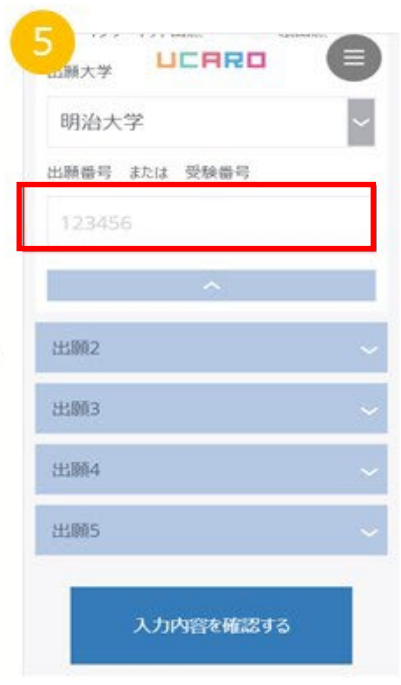 5
UCARO
出願大学
明治大学
出願番号 または 受験番号
123456
出願2
出願3
出願4
出願5
入力内容を確認する